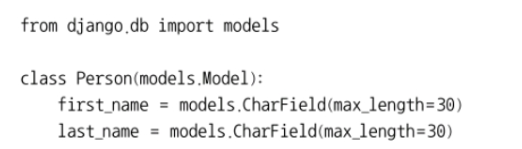 from django.db import models

class Person(models.Model):
    first_name = models.CharField(max_length=30)
    last_name = models.CharField(max_length=30)